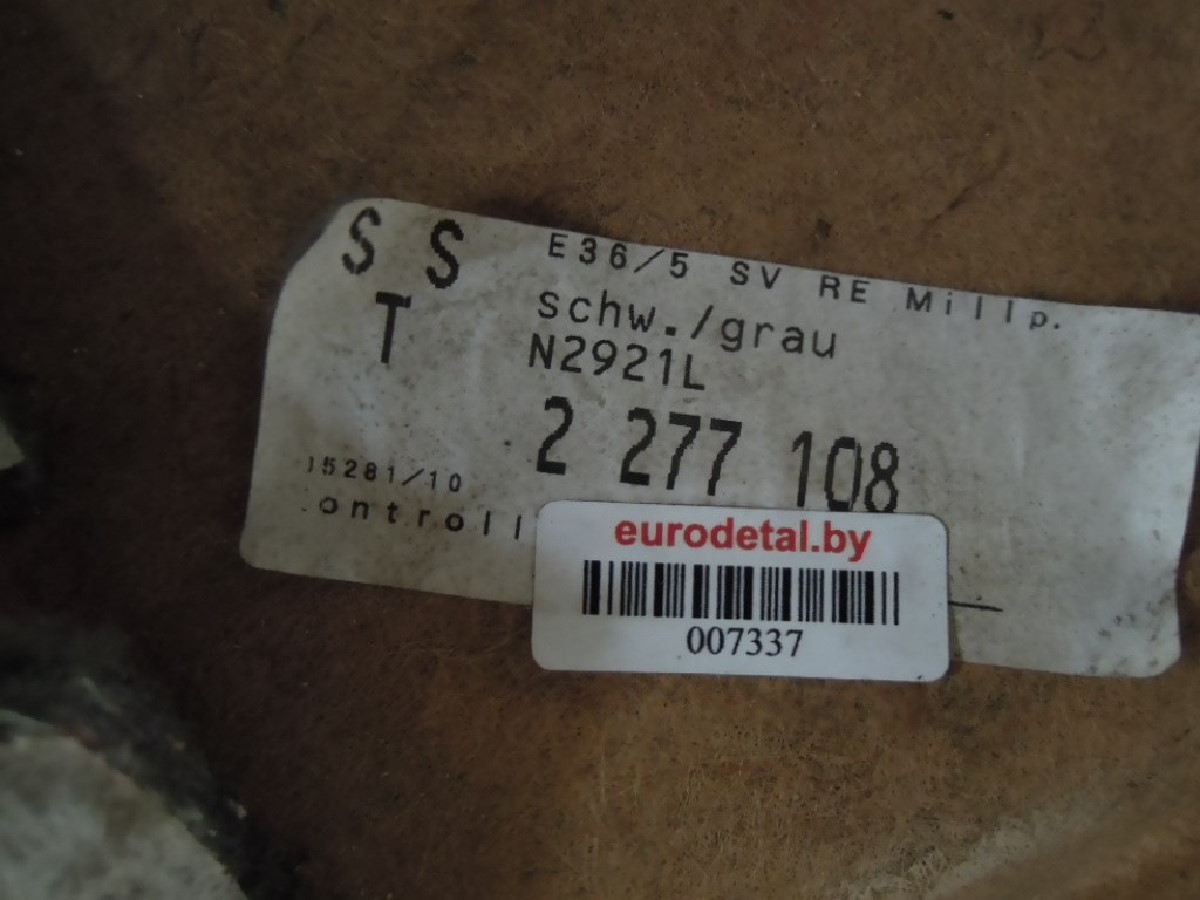 S S
T
E36/5 SV RE Millp.
schw./grau
N2921L
2 277 108
15281/10
ontroll
eurodetal.by
007337